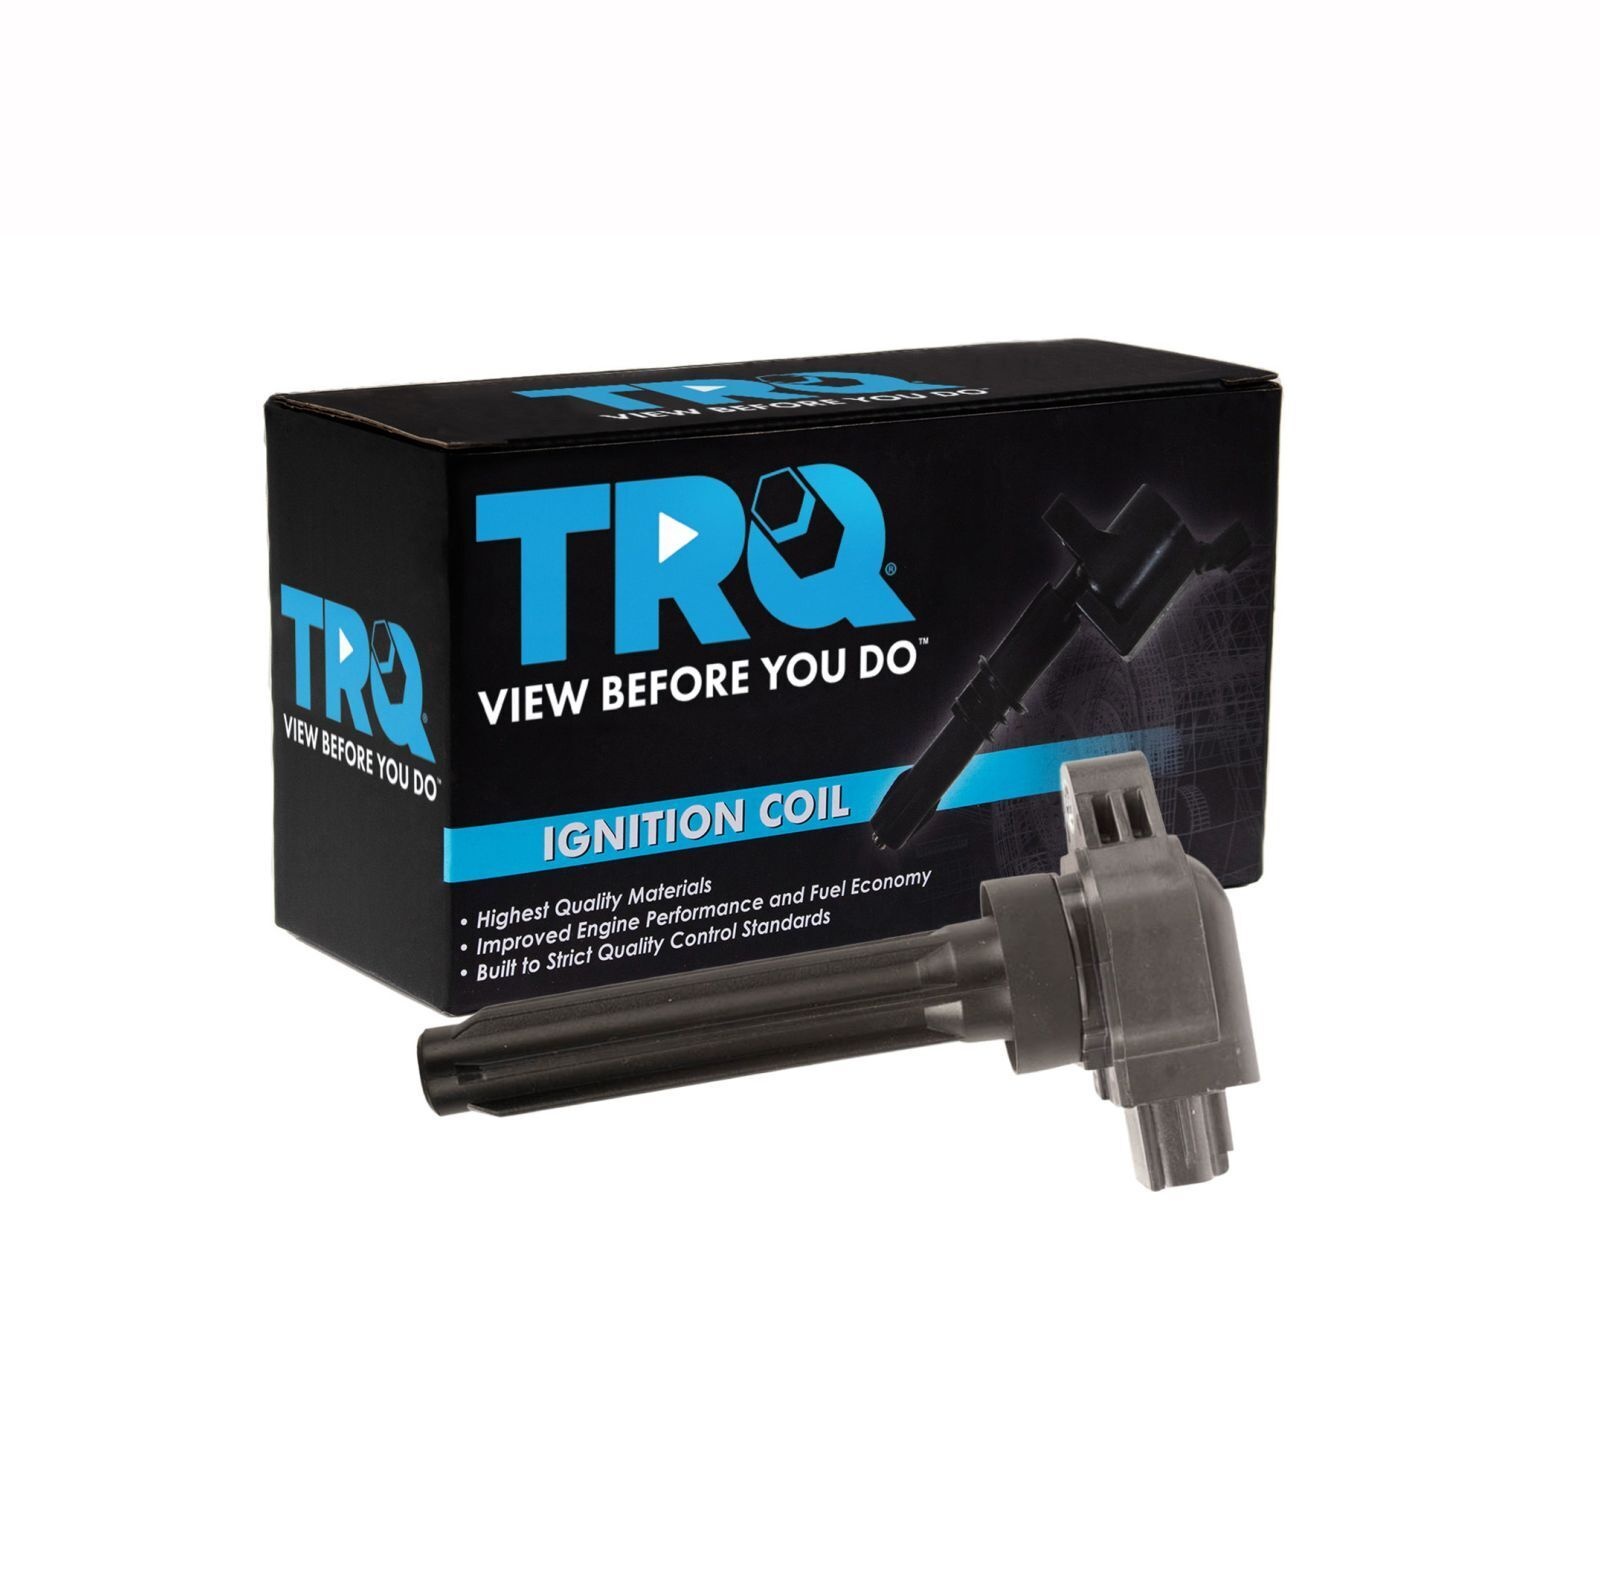 TRQ
VIEW BEFORE YOU DO™
TRQ®
VIEW BEFORE YOU DO™
TRQ®
VIEW BEFORE YOU DO™
IGNITION COIL
• Highest Quality Materials
• Improved Engine Performance and Fuel Economy
• Built to Strict Quality Control Standards